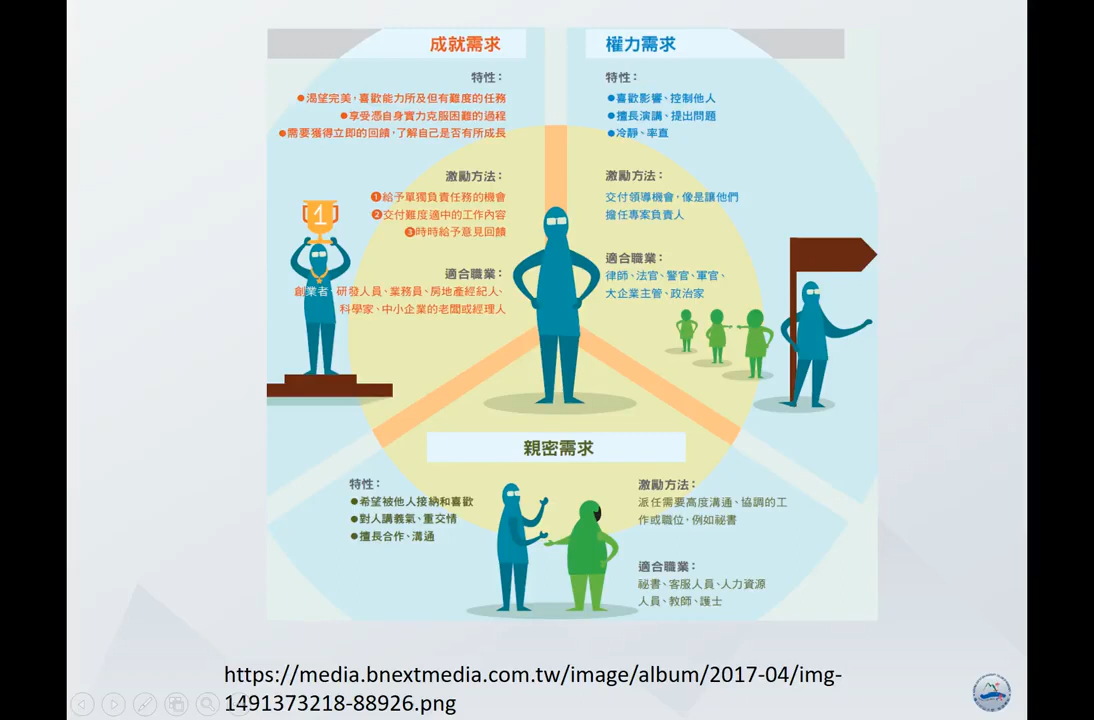 成就需求
特性：
●渴望完美，喜歡能力所及但有難度的任務
●享受憑自身實力克服困難的過程
●需要獲得立即的回饋，了解自己是否有所成長
激勵方法：
❶給予單獨負責任務的機會
❷交付難度適中的工作內容
❸時時給予意見回饋
適合職業：
創業者、研發人員、業務員、房地產經紀人、
科學家、中小企業的老闆或經理人
1
權力需求
特性：
●喜歡影響、控制他人
●擅長演講、提出問題
●冷靜、率直
激勵方法：
交付領導機會，像是讓他們
擔任專案負責人
適合職業：
律師、法官、警官、軍官、
大企業主管、政治家
親密需求
特性：
●希望被他人接納和喜歡
●對人講義氣、重交情
●擅長合作、溝通
激勵方法：
派任需要高度溝通、協調的工
作或職位，例如祕書
適合職業：
祕書、客服人員、人力資源
人員、教師、護士
https://media.bnextmedia.com.tw/image/album/2017-04/img-
1491373218-88926.png